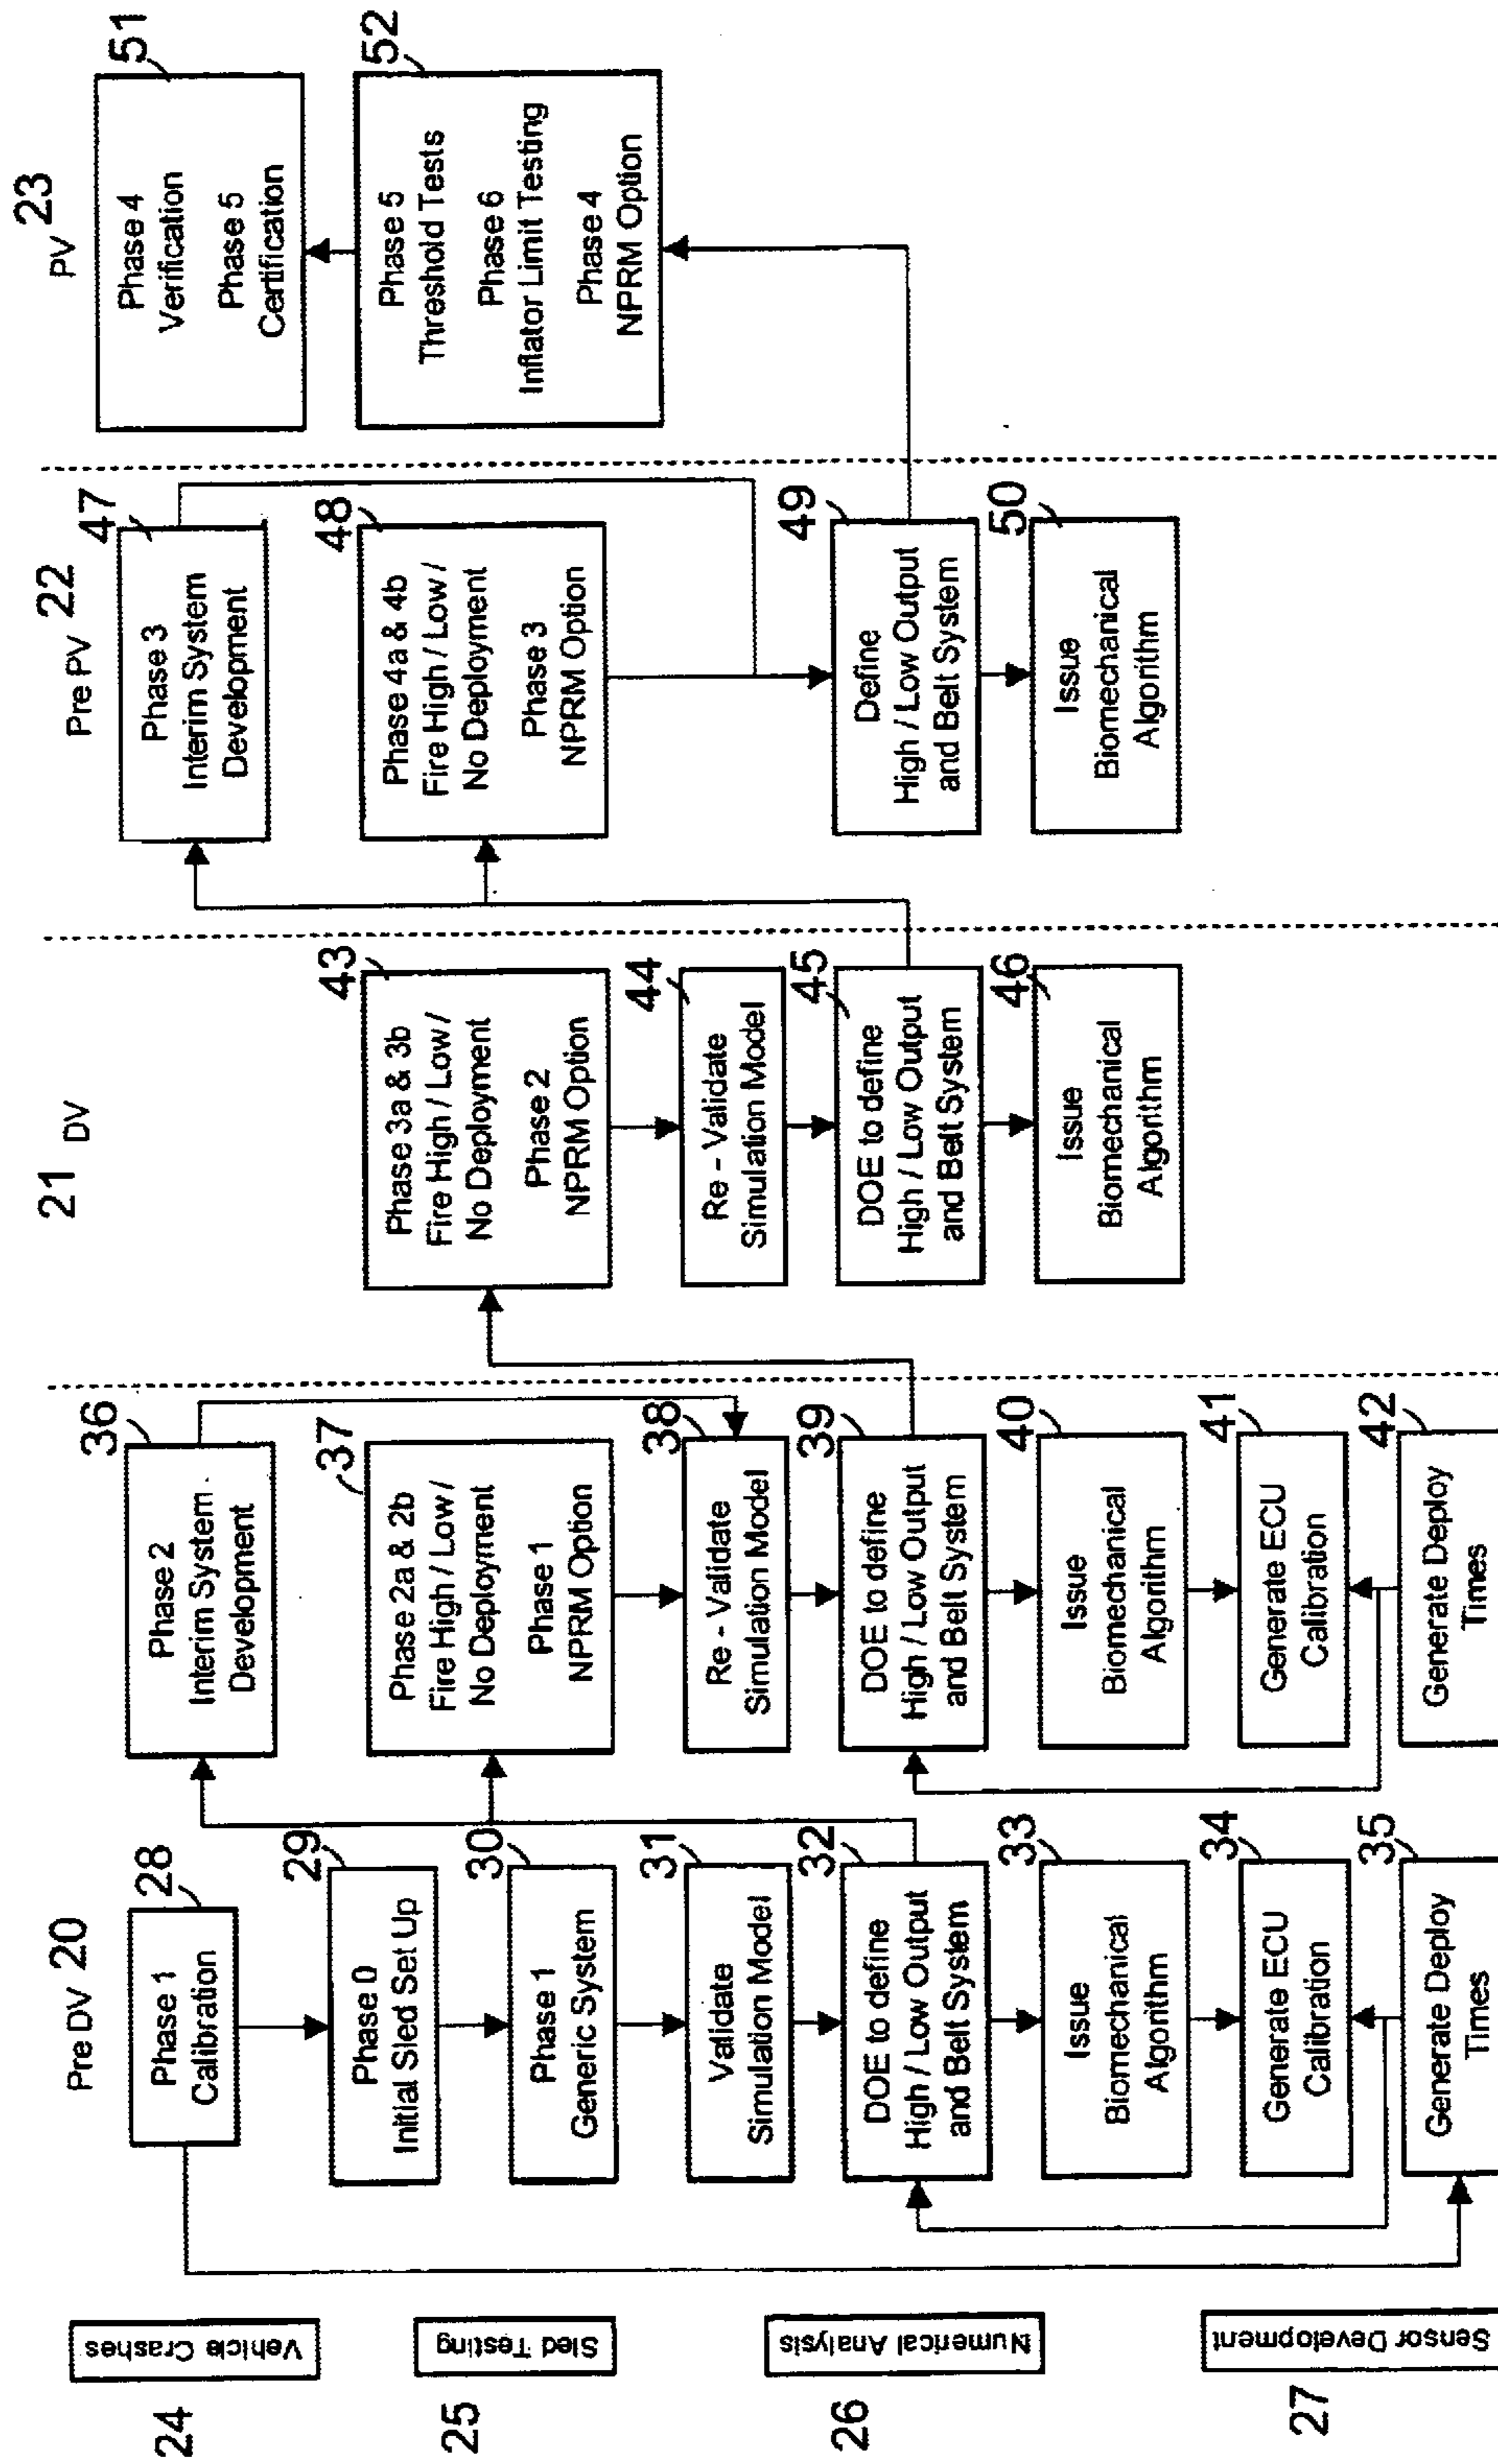 Pre DV 20
21 DV
Pre PV 22
PV 23
24
Vehicle Crashes
25
Sled Testing
26
Numerical Analysis
27
Sensor Development
28
Phase 1
Calibration
29
Phase 0
Initial Sled Set Up
30
Phase 1
Generic System
31
Validate
Simulation Model
32
DOE to define
High / Low Output
and Belt System
33
Issue
Biomechanical
Algorithm
34
Generate ECU
Calibration
35
Generate Deploy
Times
36
Phase 2
Interim System
Development
37
Phase 2a & 2b
Fire High / Low /
No Deployment
Phase 1
NPRM Option
38
Re - Validate
Simulation Model
39
DOE to define
High / Low Output
and Belt System
40
Issue
Biomechanical
Algorithm
41
Generate ECU
Calibration
42
Generate Deploy
Times
43
Phase 3a & 3b
Fire High / Low /
No Deployment
Phase 2
NPRM Option
44
Re - Validate
Simulation Model
45
DOE to define
High / Low Output
and Belt System
46
Issue
Biomechanical
Algorithm
47
Phase 3
Interim System
Development
48
Phase 4a & 4b
Fire High / Low /
No Deployment
Phase 3
NPRM Option
49
Define
High / Low Output
and Belt System
50
Issue
Biomechanical
Algorithm
51
Phase 4
Verification
Phase 5
Certification
52
Phase 5
Threshold Tests
Phase 6
Inflator Limit Testing
Phase 4
NPRM Option